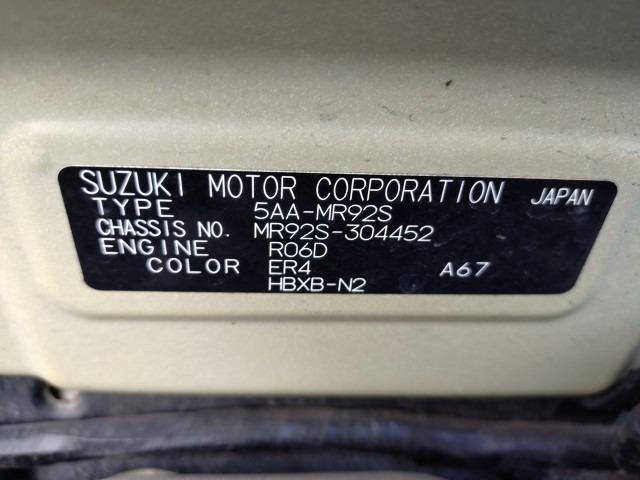 SUZUKI MOTOR CORPORATION JAPAN
TYPE 5AA-MR92S
CHASSIS NO. MR92S-304452
ENGINE R06D
COLOR ER4 A67
HBXB-N2